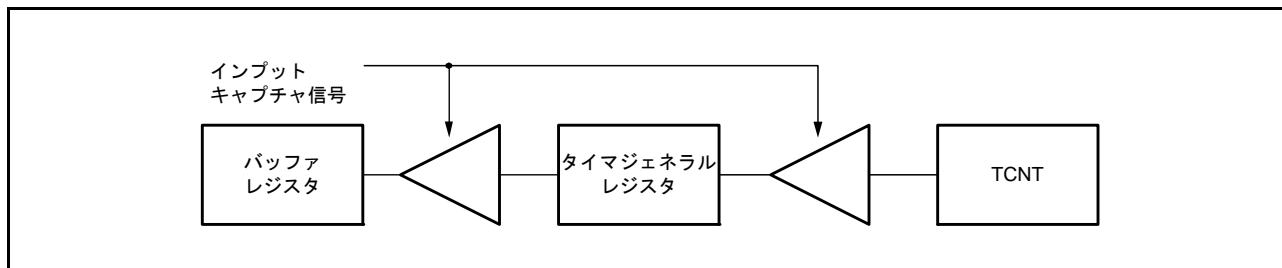 インプット
キャプチャ信号
バッファ
レジスタ
タイマジェネラル
レジスタ
TCNT